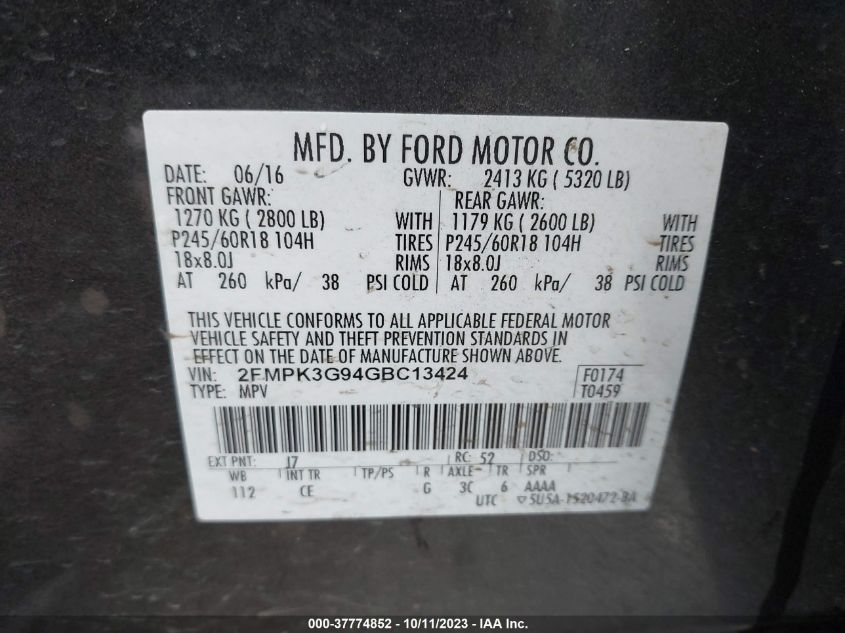 MFD. BY FORD MOTOR CO.
DATE: 06/16 GVWR: 2413 KG ( 5320 LB)
FRONT GAWR: REAR GAWR:
1270 KG ( 2800 LB) WITH 1179 KG ( 2600 LB) WITH
P245/60R18 104H TIRES P245/60R18 104H TIRES
18x8.0J RIMS 18x8.0J RIMS
AT 260 kPa/ 38 PSI COLD AT 260 kPa/ 38 PSI COLD
THIS VEHICLE CONFORMS TO ALL APPLICABLE FEDERAL MOTOR
VEHICLE SAFETY AND THEFT PREVENTION STANDARDS IN
EFFECT ON THE DATE OF MANUFACTURE SHOWN ABOVE.
VIN: 2FMPK3G94GBC13424 F0174
TYPE: MPV T0459
EXT PNT: J7 RC: 52 DSO:
WB INT TR TP/PS R AXLE TR SPR
112 CE G 3C 6 AAAA
UTC ▽5U5A-1520472-BA
000-37774852 - 10/11/2023 - IAA Inc.